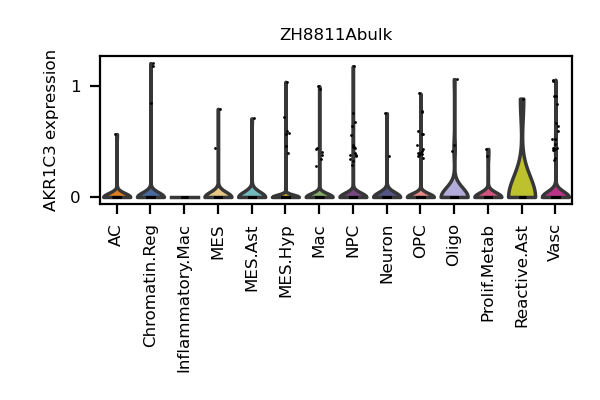 ZH8811Abulk
AKR1C3 expression
1
0
AC
Chromatin.Reg
Inflammatory.Mac
MES
MES.Ast
MES.Hyp
Mac
NPC
Neuron
OPC
Oligo
Prolif.Metab
Reactive.Ast
Vasc